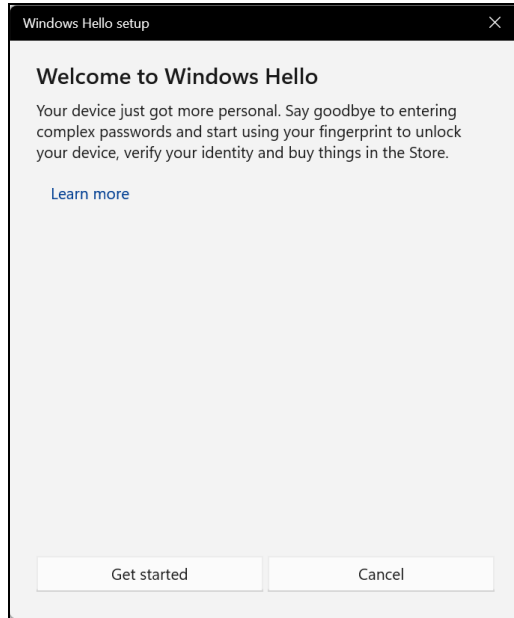 Windows Hello setup
Welcome to Windows Hello
Your device just got more personal. Say goodbye to entering
complex passwords and start using your fingerprint to unlock
your device, verify your identity and buy things in the Store.
Learn more
Get started
Cancel